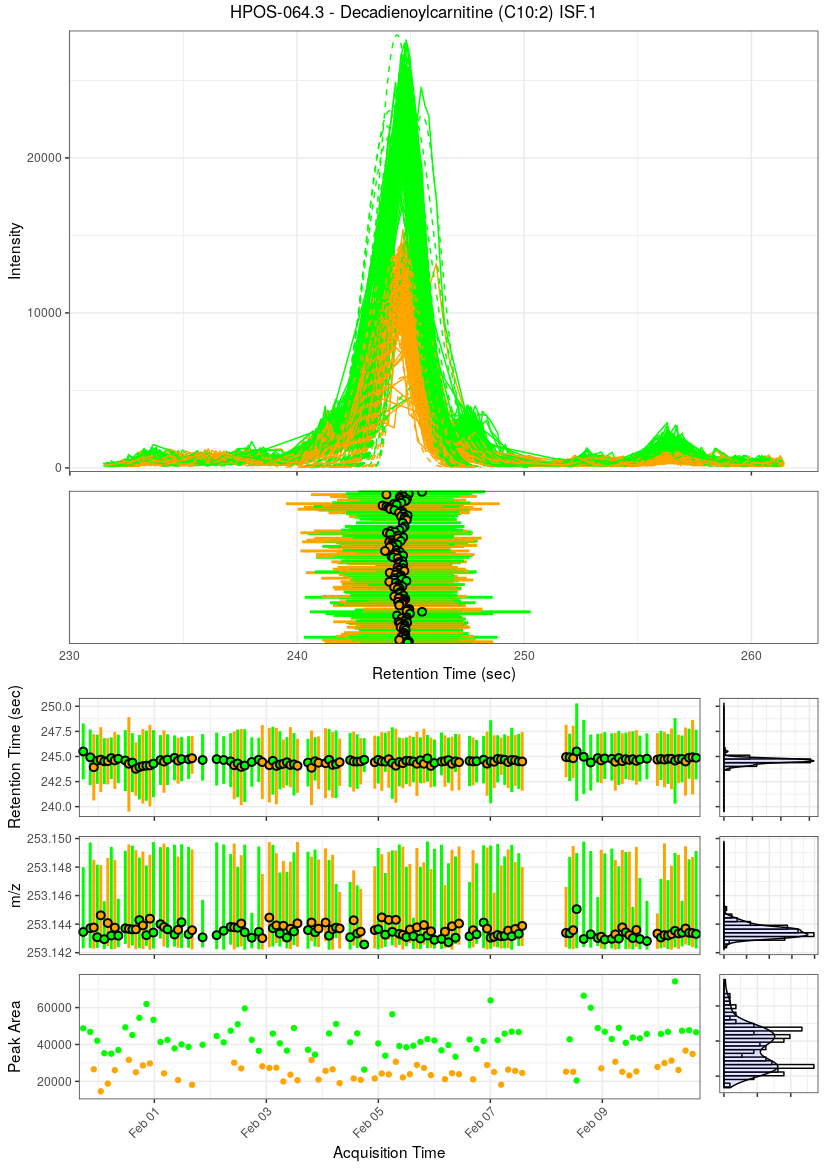 HPOS-064.3 - Decadienoylcarnitine (C10:2) ISF.1
Intensity
20000
10000
0
230
240
250
260
Retention Time (sec)
Retention Time (sec)
250.0
247.5
245.0
242.5
240.0
m/z
253.150
253.148
253.146
253.144
253.142
Peak Area
60000
40000
20000
Feb 01
Feb 03
Feb 05
Feb 07
Feb 09
Acquisition Time